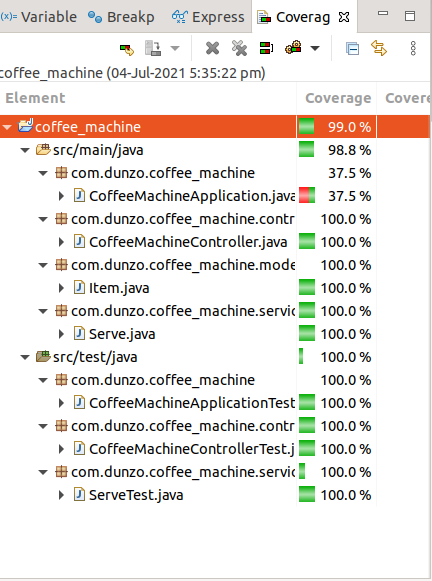 (x)= Variable Breakp Express Coverag
coffee_machine (04-Jul-2021 5:35:22 pm)
Element Coverage Covere
coffee_machine 99.0 %
src/main/java 98.8 %
com.dunzo.coffee_machine 37.5 %
CoffeeMachineApplication.java 37.5 %
com.dunzo.coffee_machine.contr 100.0 %
CoffeeMachineController.java 100.0 %
com.dunzo.coffee_machine.mode 100.0 %
Item.java 100.0 %
com.dunzo.coffee_machine.servic 100.0 %
Serve.java 100.0 %
src/test/java 100.0 %
com.dunzo.coffee_machine 100.0 %
CoffeeMachineApplicationTest 100.0 %
com.dunzo.coffee_machine.contr 100.0 %
CoffeeMachineControllerTest.j 100.0 %
com.dunzo.coffee_machine.servic 100.0 %
ServeTest.java 100.0 %